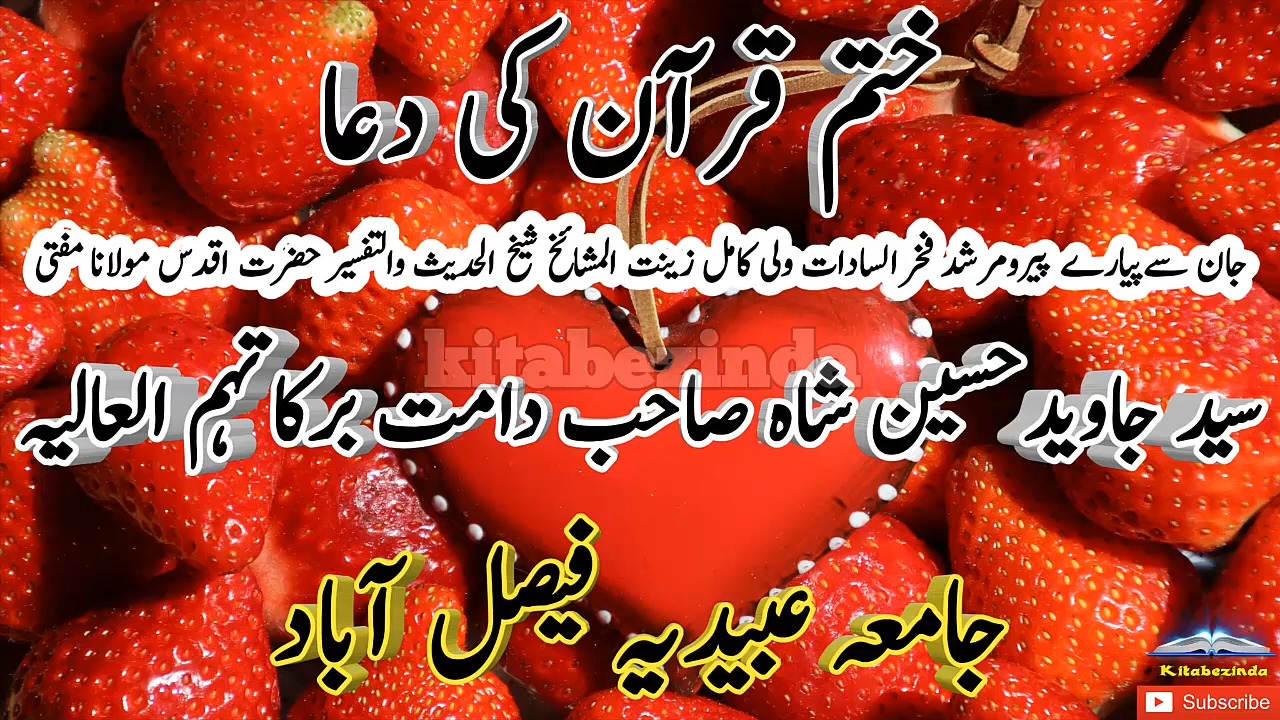 ختم قرآن کی دعا
جان سے پیارے پیرومرشد فخر السادات ولی کامل زینت المشائخ شیخ الحدیث والتفسیر حضرت اقدس مولانا مفتی
kitabezinda
سید جاوید حسین شاہ صاحب دامت برکاتہم العالیہ
جامعہ عبیدیہ فیصل آباد
Kitabezinda
Subscribe